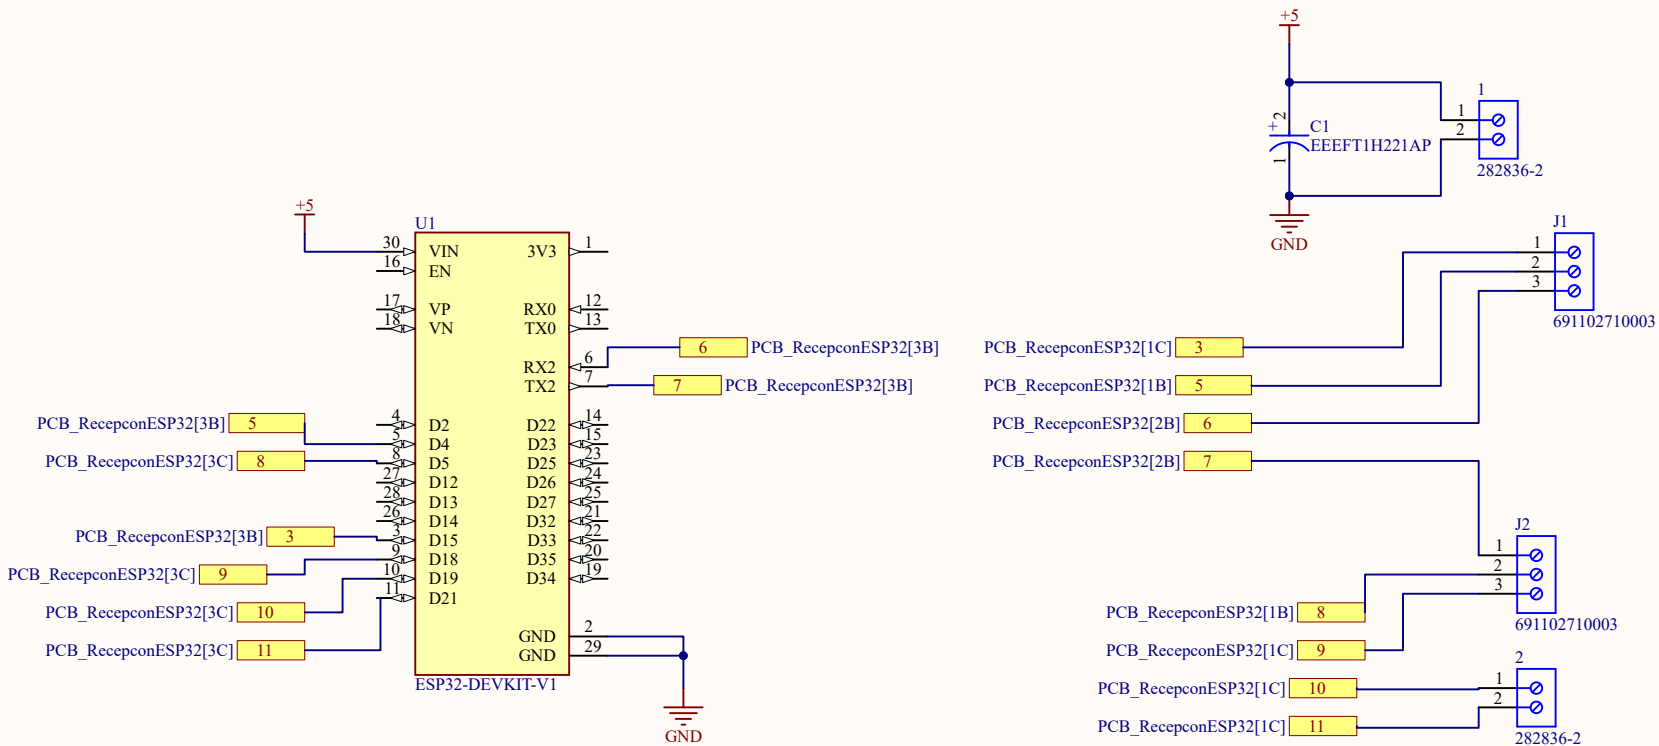 +5
1
1
2
+
2
C1
EEEFT1H221AP
1
282836-2
GND
J1
1
2
3
691102710003
+5
U1
30
VIN
3V3
1
16
EN
17
VP
RX0
12
18
VN
TX0
13
RX2
6
6
PCB_RecepconESP32[3B]
TX2
7
7
PCB_RecepconESP32[3B]
PCB_RecepconESP32[3B]
5
4
D2
D22
14
5
D4
D23
15
PCB_RecepconESP32[3C]
8
8
D5
D25
23
27
D12
D26
24
28
D13
D27
25
26
D14
D32
21
PCB_RecepconESP32[3B]
3
3
D15
D33
22
9
D18
D35
20
PCB_RecepconESP32[3C]
9
10
D19
D34
19
11
D21
PCB_RecepconESP32[3C]
10
PCB_RecepconESP32[3C]
11
GND
2
GND
29
ESP32-DEVKIT-V1
GND
PCB_RecepconESP32[1C]
3
PCB_RecepconESP32[1B]
5
PCB_RecepconESP32[2B]
6
PCB_RecepconESP32[2B]
7
J2
1
2
3
691102710003
PCB_RecepconESP32[1B]
8
PCB_RecepconESP32[1C]
9
2
1
2
282836-2
PCB_RecepconESP32[1C]
10
PCB_RecepconESP32[1C]
11